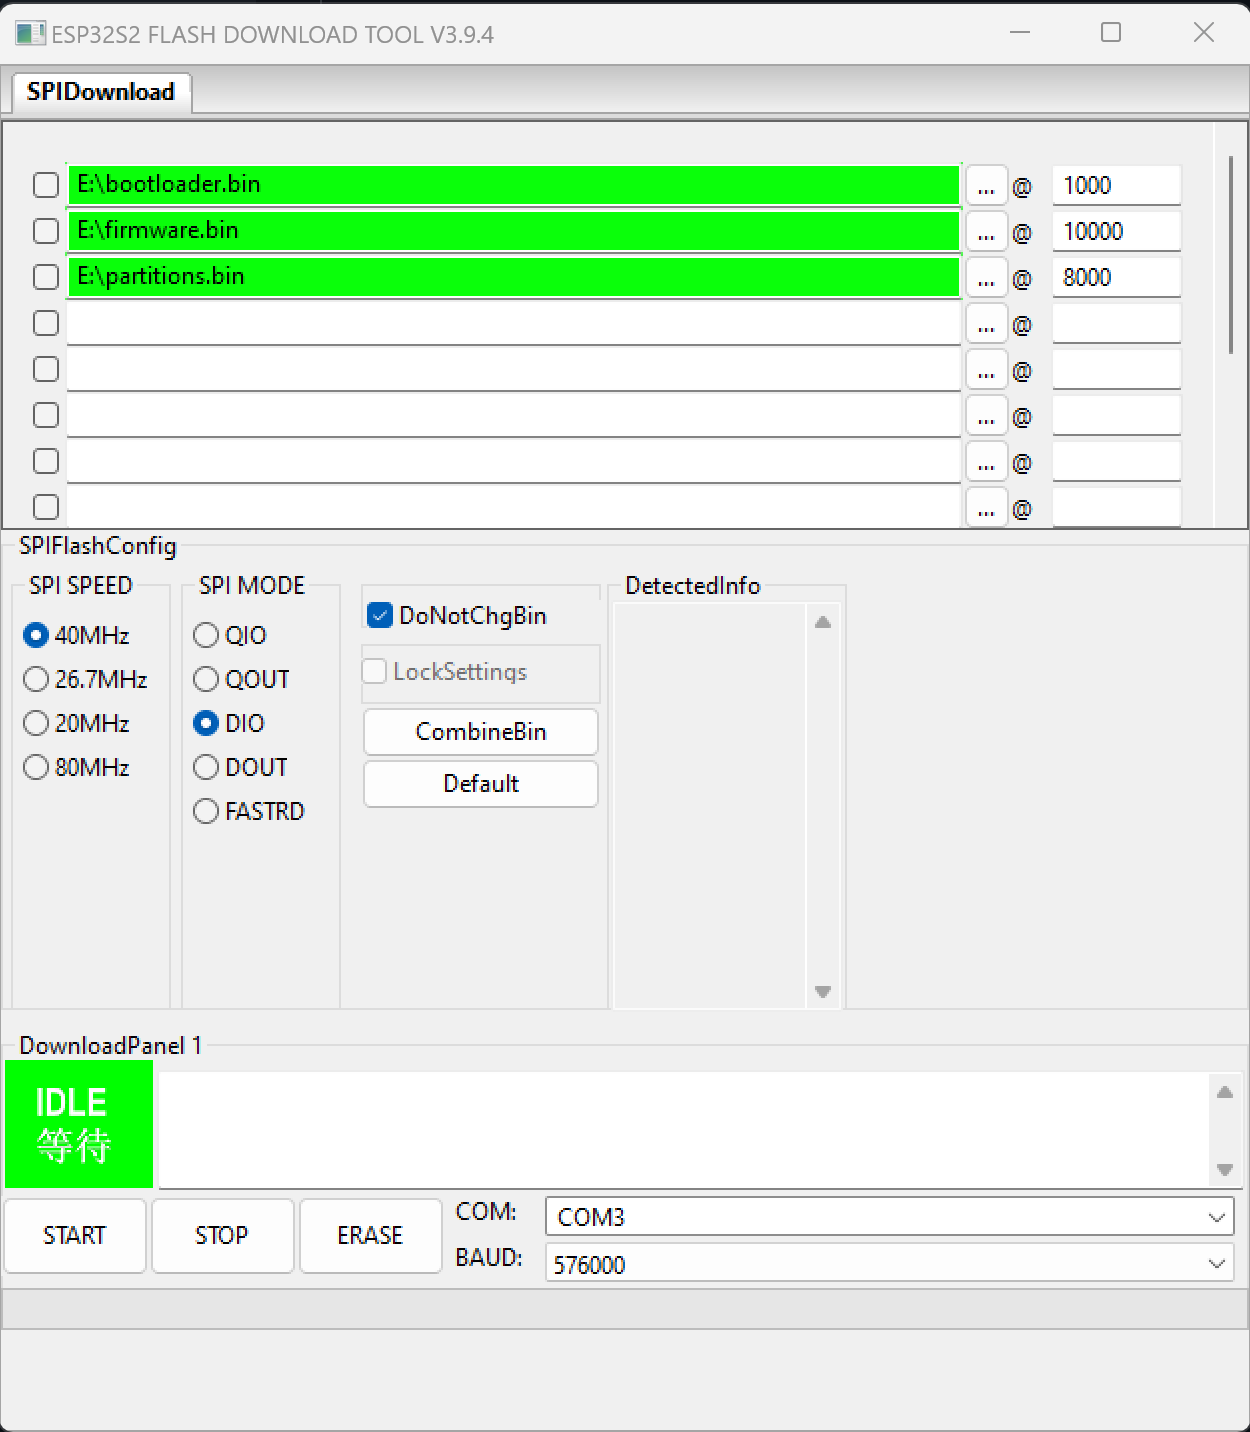 ESP32S2 FLASH DOWNLOAD TOOL V3.9.4
SPIDownload
E:\bootloader.bin ... @ 1000
E:\firmware.bin ... @ 10000
E:\partitions.bin ... @ 8000
... @
... @
... @
... @
... @
SPIFlashConfig
SPI SPEED
40MHz
26.7MHz
20MHz
80MHz
SPI MODE
QIO
QOUT
DIO
DOUT
FASTRD
DoNotChgBin
LockSettings
CombineBin
Default
DetectedInfo
DownloadPanel 1
IDLE
等待
START
STOP
ERASE
COM: COM3
BAUD: 576000